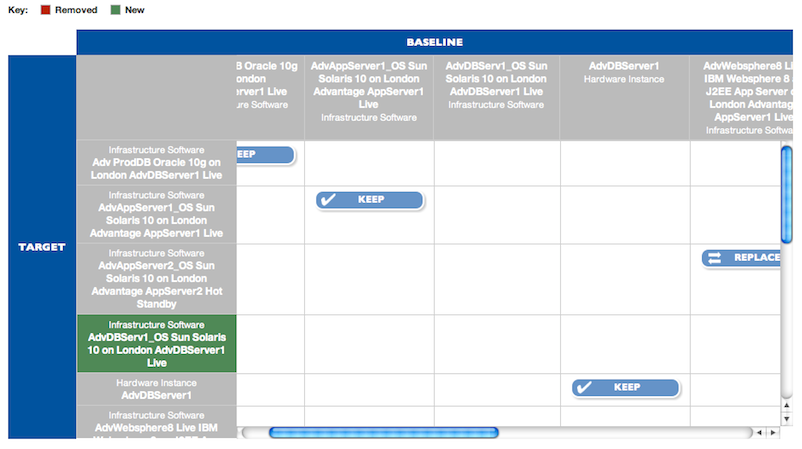 Key: Removed New
BASELINE
B Oracle 10g
ondon
Server1 Live
ure Software
AdvAppServer1_OS Sun
Solaris 10 on London
Advantage AppServer1
Live
Infrastructure Software
AdvDBServ1_OS Sun
Solaris 10 on London
AdvDBServer1 Live
Infrastructure Software
AdvDBServer1
Hardware Instance
AdvWebsphere8 Li
IBM Websphere 8 a
J2EE App Server o
London Advantag
AppServer1 Live
Infrastructure Softwa
TARGET
Infrastructure Software
Adv ProdDB Oracle 10g on
London AdvDBServer1 Live
EEP
Infrastructure Software
AdvAppServer1_OS Sun
Solaris 10 on London
Advantage AppServer1 Live
KEEP
Infrastructure Software
AdvAppServer2_OS Sun
Solaris 10 on London
Advantage AppServer2 Hot
Standby
REPLACE
Infrastructure Software
AdvDBServ1_OS Sun Solaris
10 on London AdvDBServer1
Live
Hardware Instance
AdvDBServer1
KEEP
Infrastructure Software
AdvWebsphere8 Live IBM